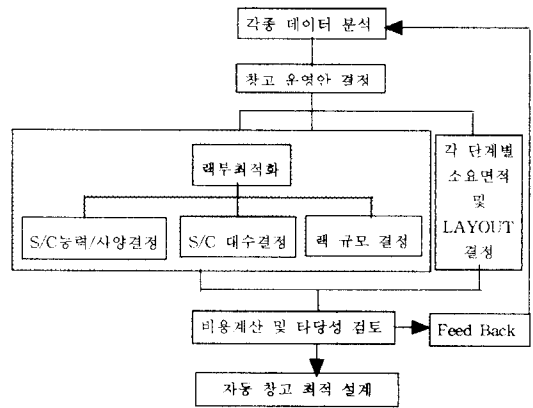 각종 데이터 분석
창고 운영안 결정
랙부최적화
S/C능력/사양결정
S/C 대수결정
랙 규모 결정
각 단계별
소요면적
및
LAYOUT
결정
비용계산 및 타당성 검토
Feed Back
자동 창고 최적 설계